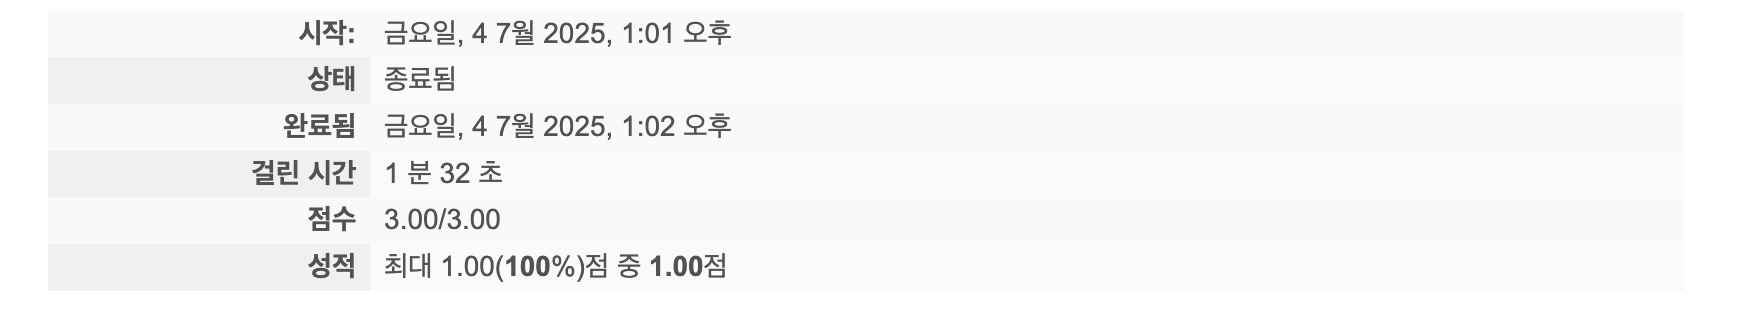 시작: 금요일, 4 7월 2025, 1:01 오후
상태 종료됨
완료됨 금요일, 4 7월 2025, 1:02 오후
걸린 시간 1 분 32 초
점수 3.00/3.00
성적 최대 1.00(100%)점 중 1.00점